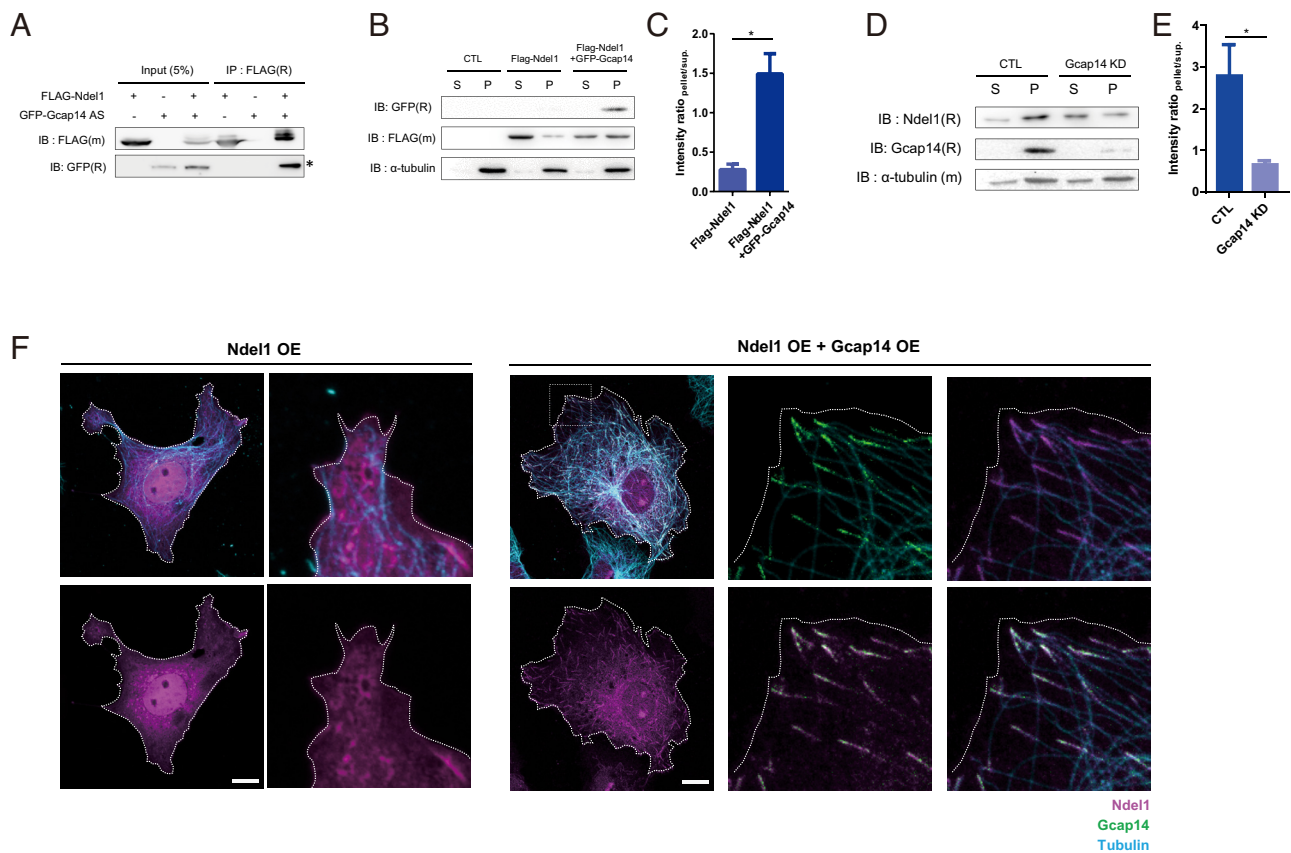 A
Input (5%) IP : FLAG(R)
FLAG-Ndel1 + - + + - +
GFP-Gcap14 AS - + + - + +
IB : FLAG(m)
IB: GFP(R) *
B
CTL Flag-Ndel1 Flag-Ndel1
+GFP-Gcap14
S P S P S P
IB: GFP(R)
IB: FLAG(m)
IB : α-tubulin
C
Intensity ratio pellet/sup.
2.0
1.5
1.0
0.5
0.0
*
Flag-Ndel1
Flag-Ndel1
+GFP-Gcap14
D
CTL Gcap14 KD
S P S P
IB : Ndel1(R)
IB: Gcap14(R)
IB : α-tubulin (m)
E
Intensity ratio pellet/sup.
4
3
2
1
0
*
CTL
Gcap14 KD
F
Ndel1 OE
Ndel1 OE + Gcap14 OE
Ndel1
Gcap14
Tubulin